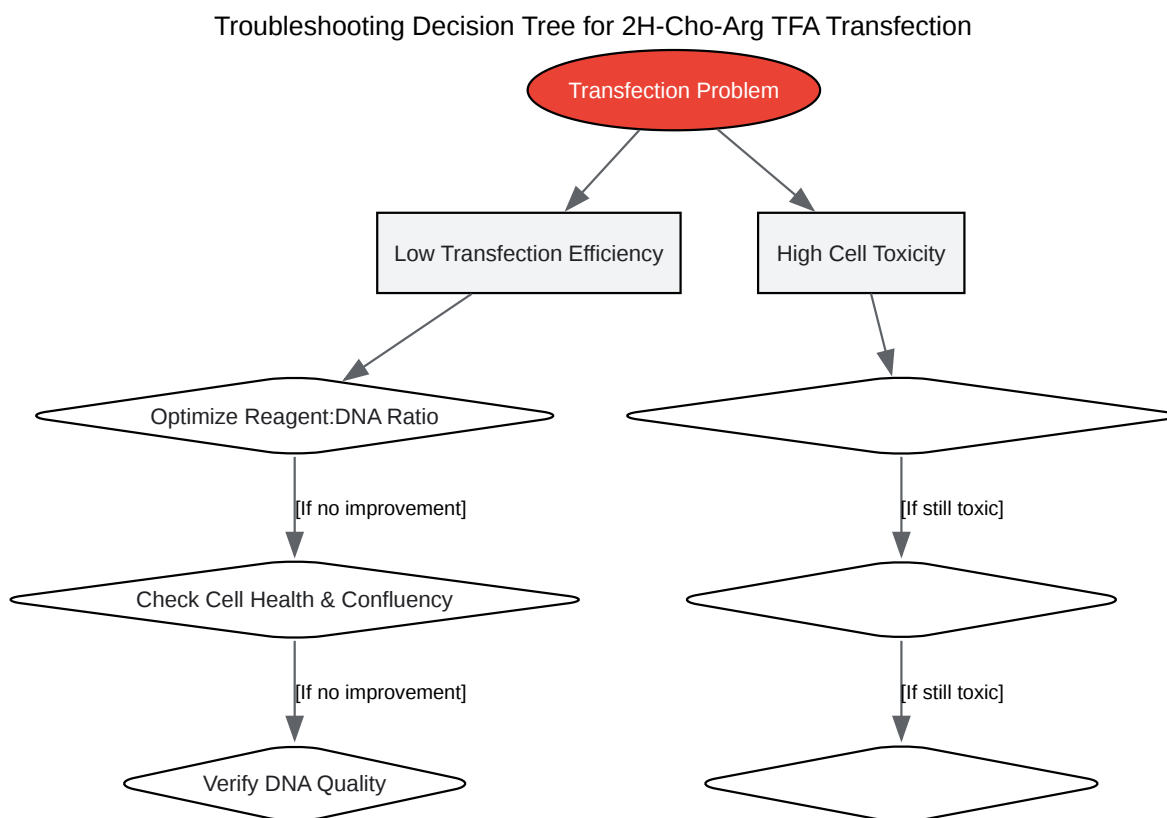 Troubleshooting Decision Tree for 2H-Cho-Arg TFA Transfection
Transfection Problem
Low Transfection Efficiency
High Cell Toxicity
Optimize Reagent:DNA Ratio
[If no improvement]
[If still toxic]
Check Cell Health & Confluency
[If no improvement]
[If still toxic]
Verify DNA Quality